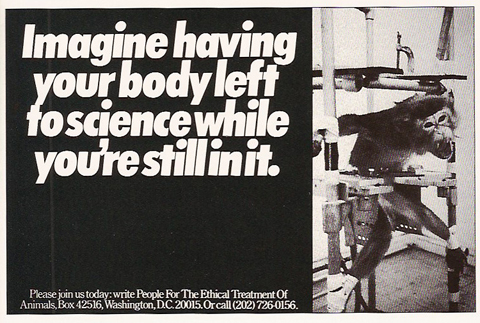 Imagine having
your body left
to science while
you're still in it.
Please join us today: write People For The Ethical Treatment Of
Animals, Box 42516, Washington, D.C. 20015. Or call (202) 726-0156.